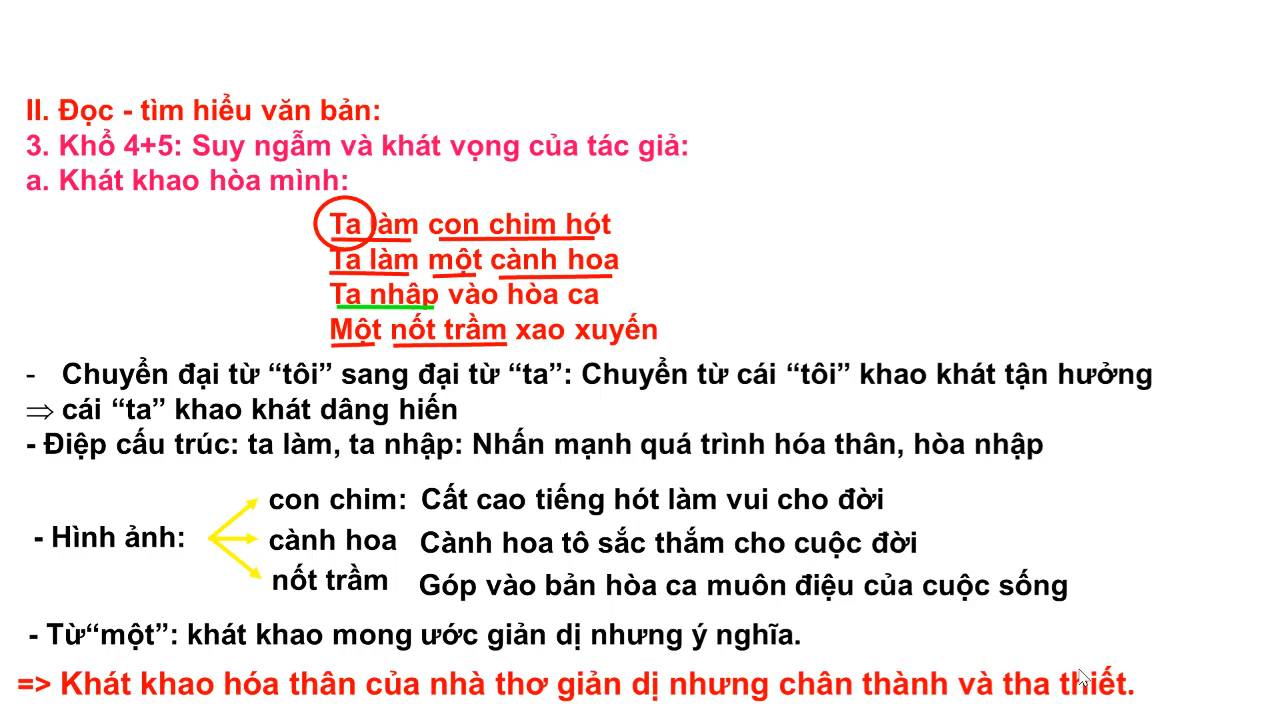 II. Đọc - tìm hiểu văn bản:
3. Khổ 4+5: Suy ngẫm và khát vọng của tác giả:
a. Khát khao hòa mình:
Ta làm con chim hót
Ta làm một cành hoa
Ta nhập vào hòa ca
Một nốt trầm xao xuyến
- Chuyển đại từ “tôi” sang đại từ “ta”: Chuyển từ cái “tôi” khao khát tận hưởng
⇒ cái “ta” khao khát dâng hiến
- Điệp cấu trúc: ta làm, ta nhập: Nhấn mạnh quá trình hóa thân, hòa nhập
con chim: Cất cao tiếng hót làm vui cho đời
- Hình ảnh:
cành hoa Cành hoa tô sắc thắm cho cuộc đời
nốt trầm Góp vào bản hòa ca muôn điệu của cuộc sống
- Từ“một”: khát khao mong ước giản dị nhưng ý nghĩa.
=> Khát khao hóa thân của nhà thơ giản dị nhưng chân thành và tha thiết.